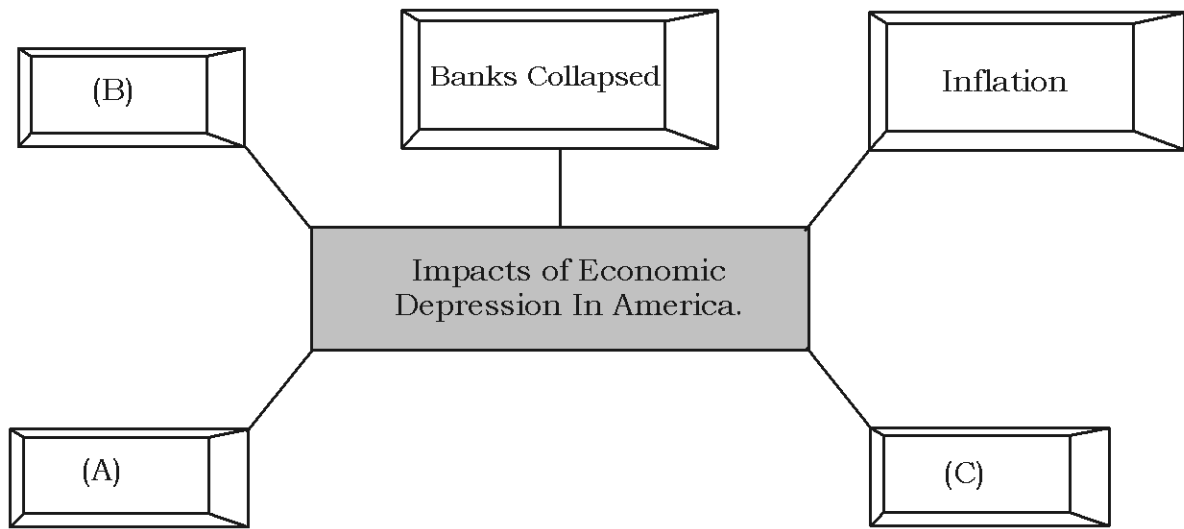 (B)
Banks Collapsed
Inflation
Impacts of Economic
Depression In America.
(A)
(C)